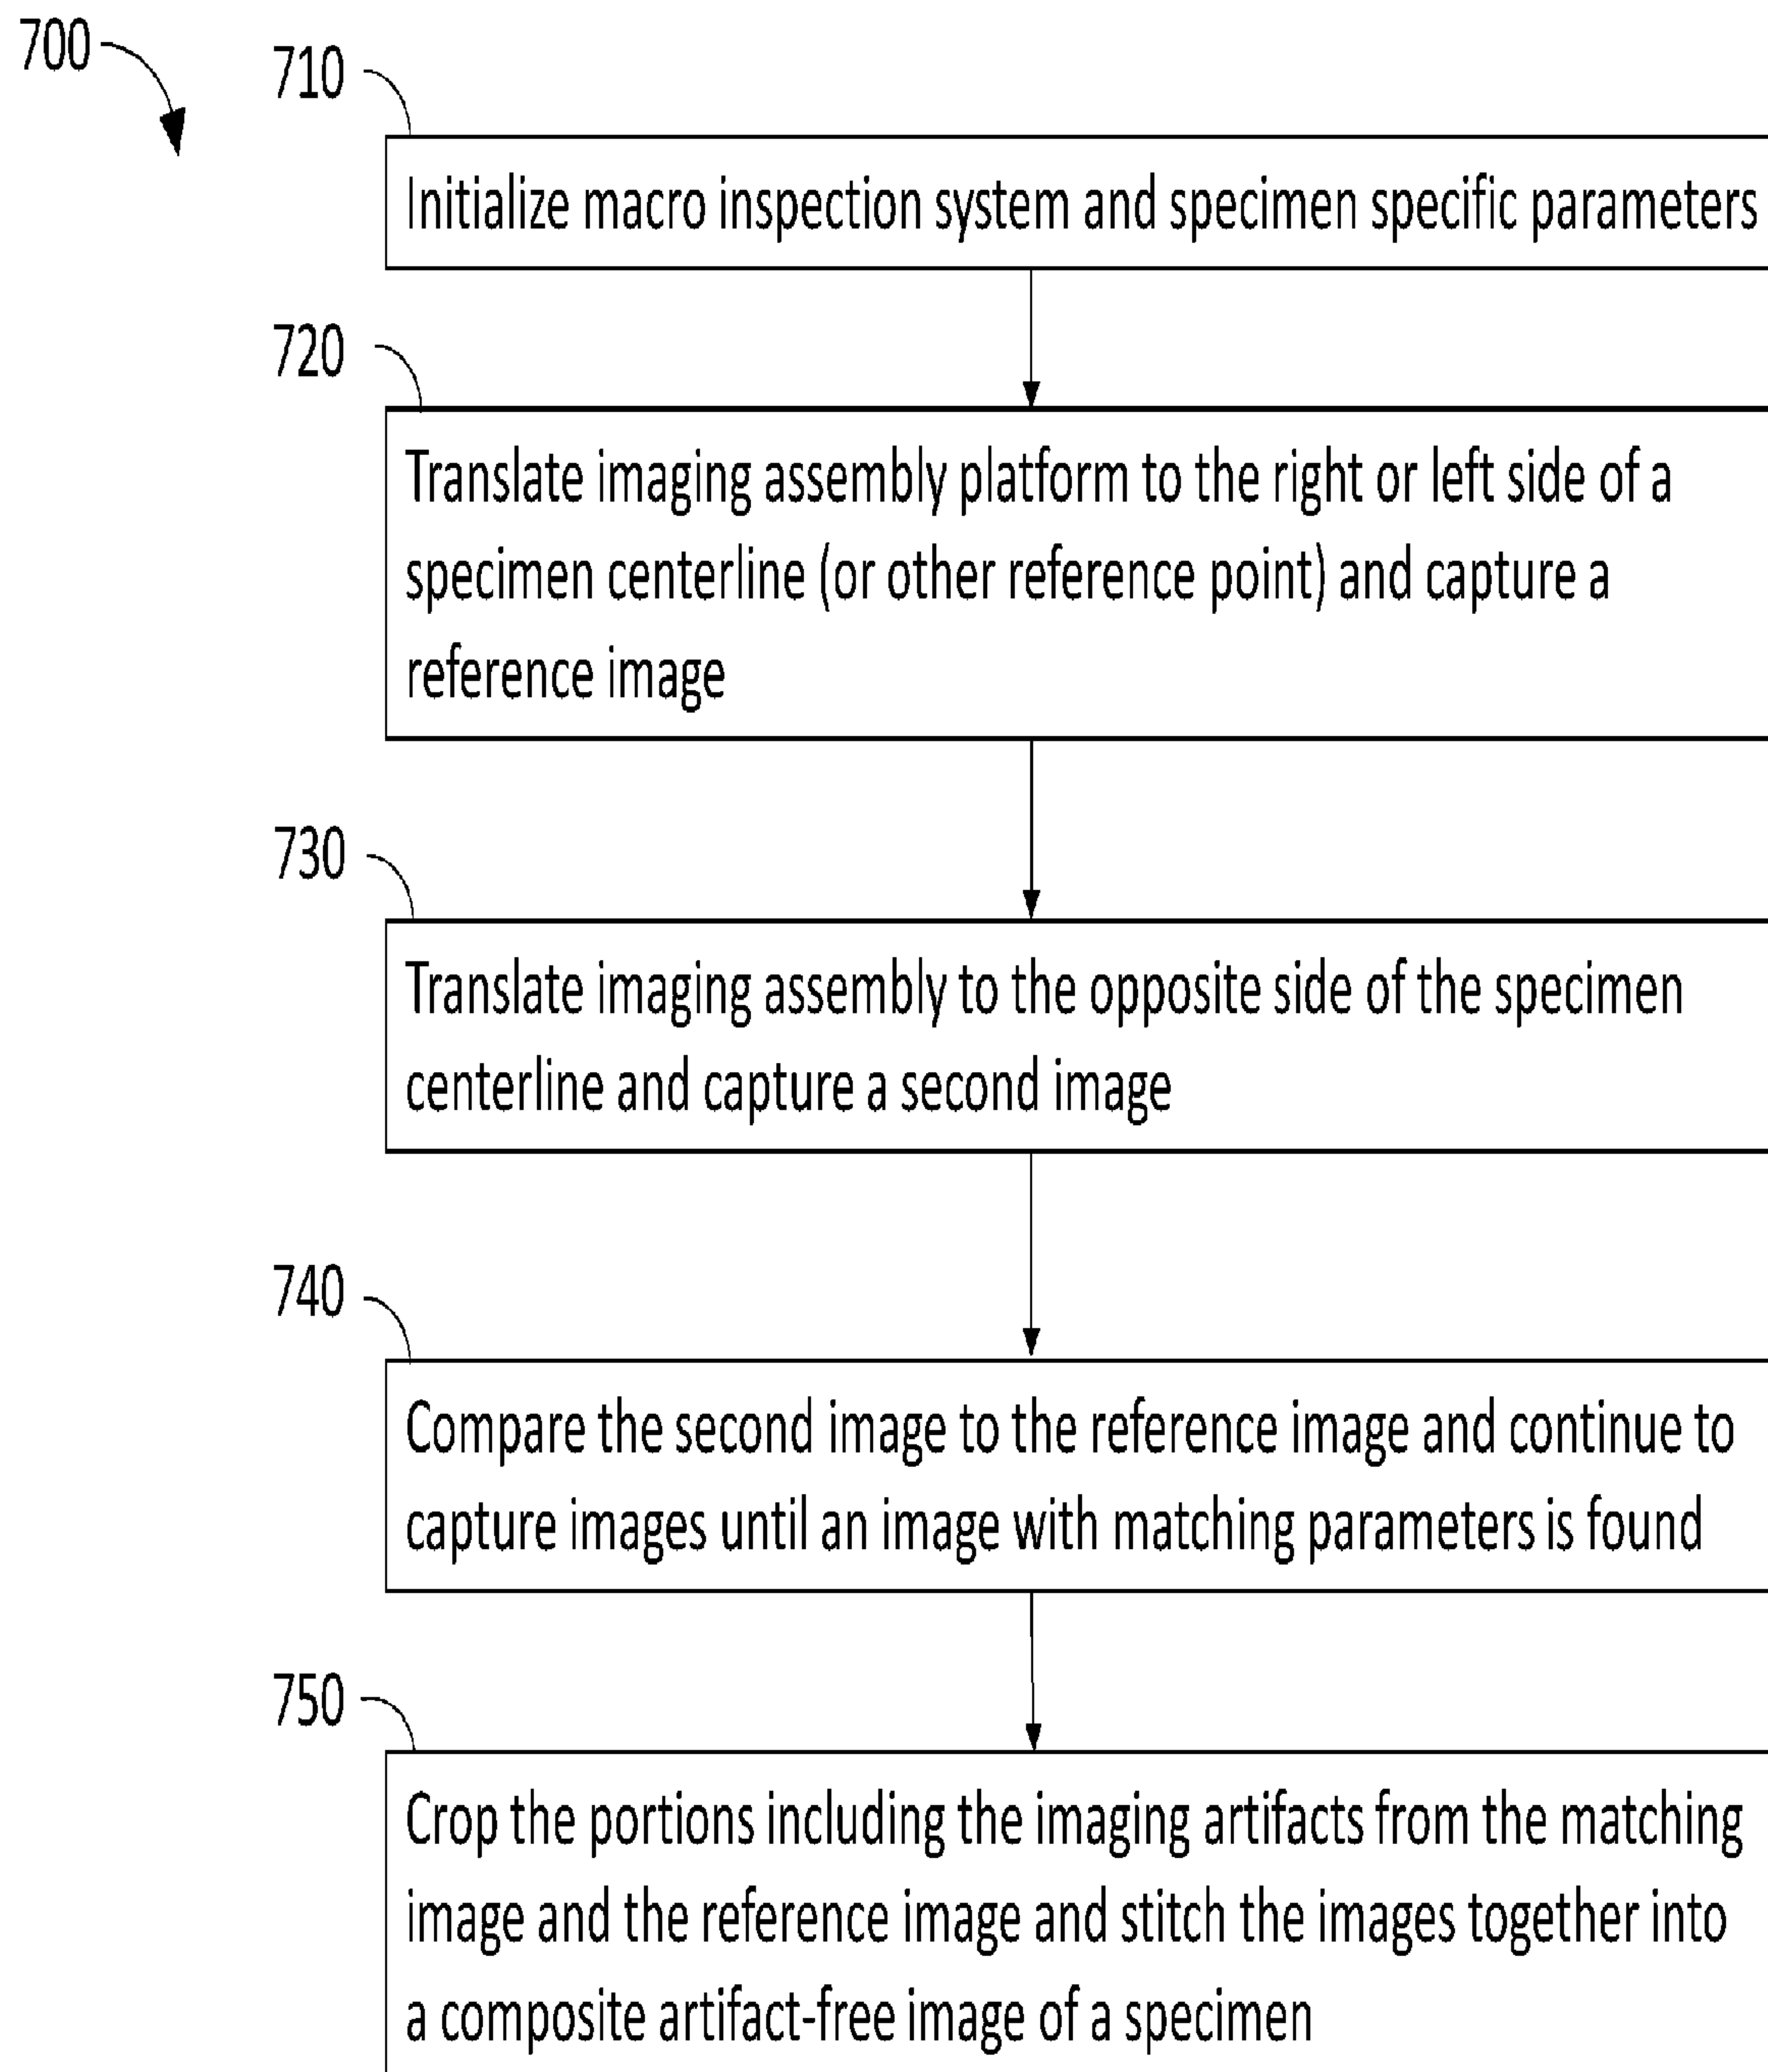 700
710
Initialize macro inspection system and specimen specific parameters
720
Translate imaging assembly platform to the right or left side of a
specimen centerline (or other reference point) and capture a
reference image
730
Translate imaging assembly to the opposite side of the specimen
centerline and capture a second image
740
Compare the second image to the reference image and continue to
capture images until an image with matching parameters is found
750
Crop the portions including the imaging artifacts from the matching
image and the reference image and stitch the images together into
a composite artifact-free image of a specimen